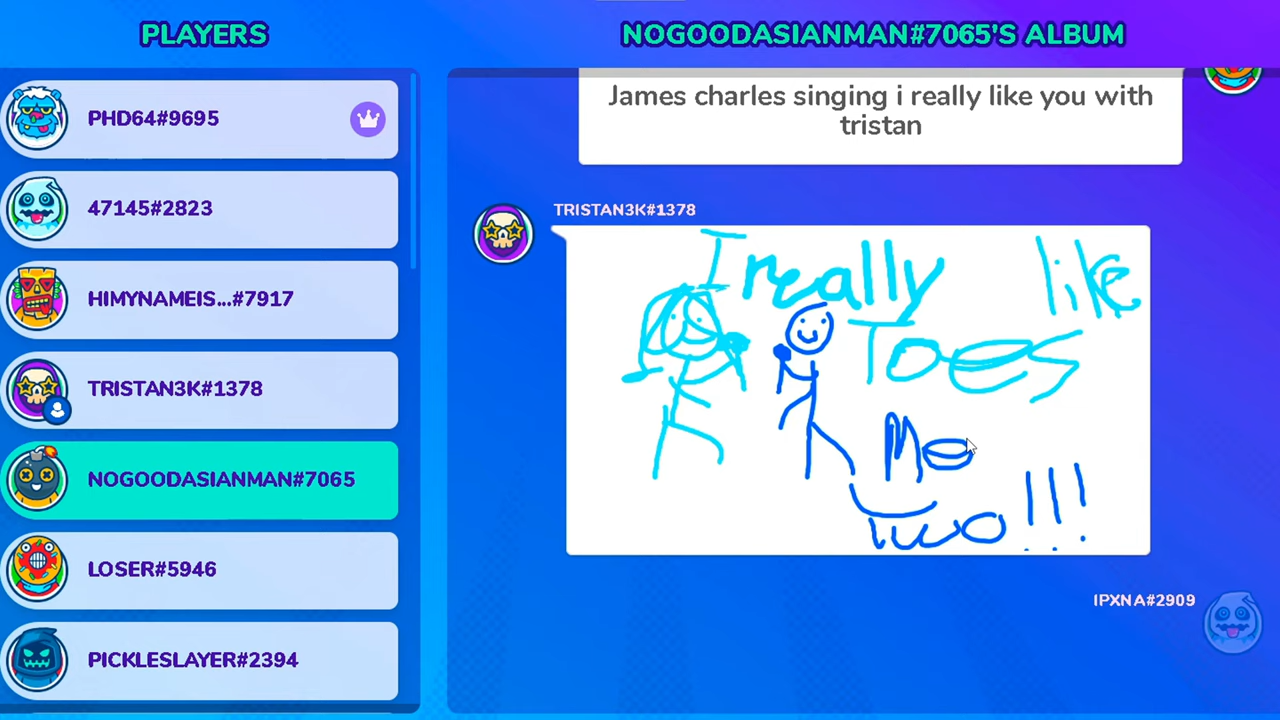 PLAYERS
PHD64#9695
47145#2823
HIMYNAMEIS...#7917
TRISTAN3K#1378
NOGOODASIANMAN#7065
LOSER#5946
PICKLESLAYER#2394
NOGOODASIANMAN#7065'S ALBUM
James charles singing i really like you with
tristan
TRISTAN3K#1378
I really like
Toes
Me
Two!!!
IPXNA#2909